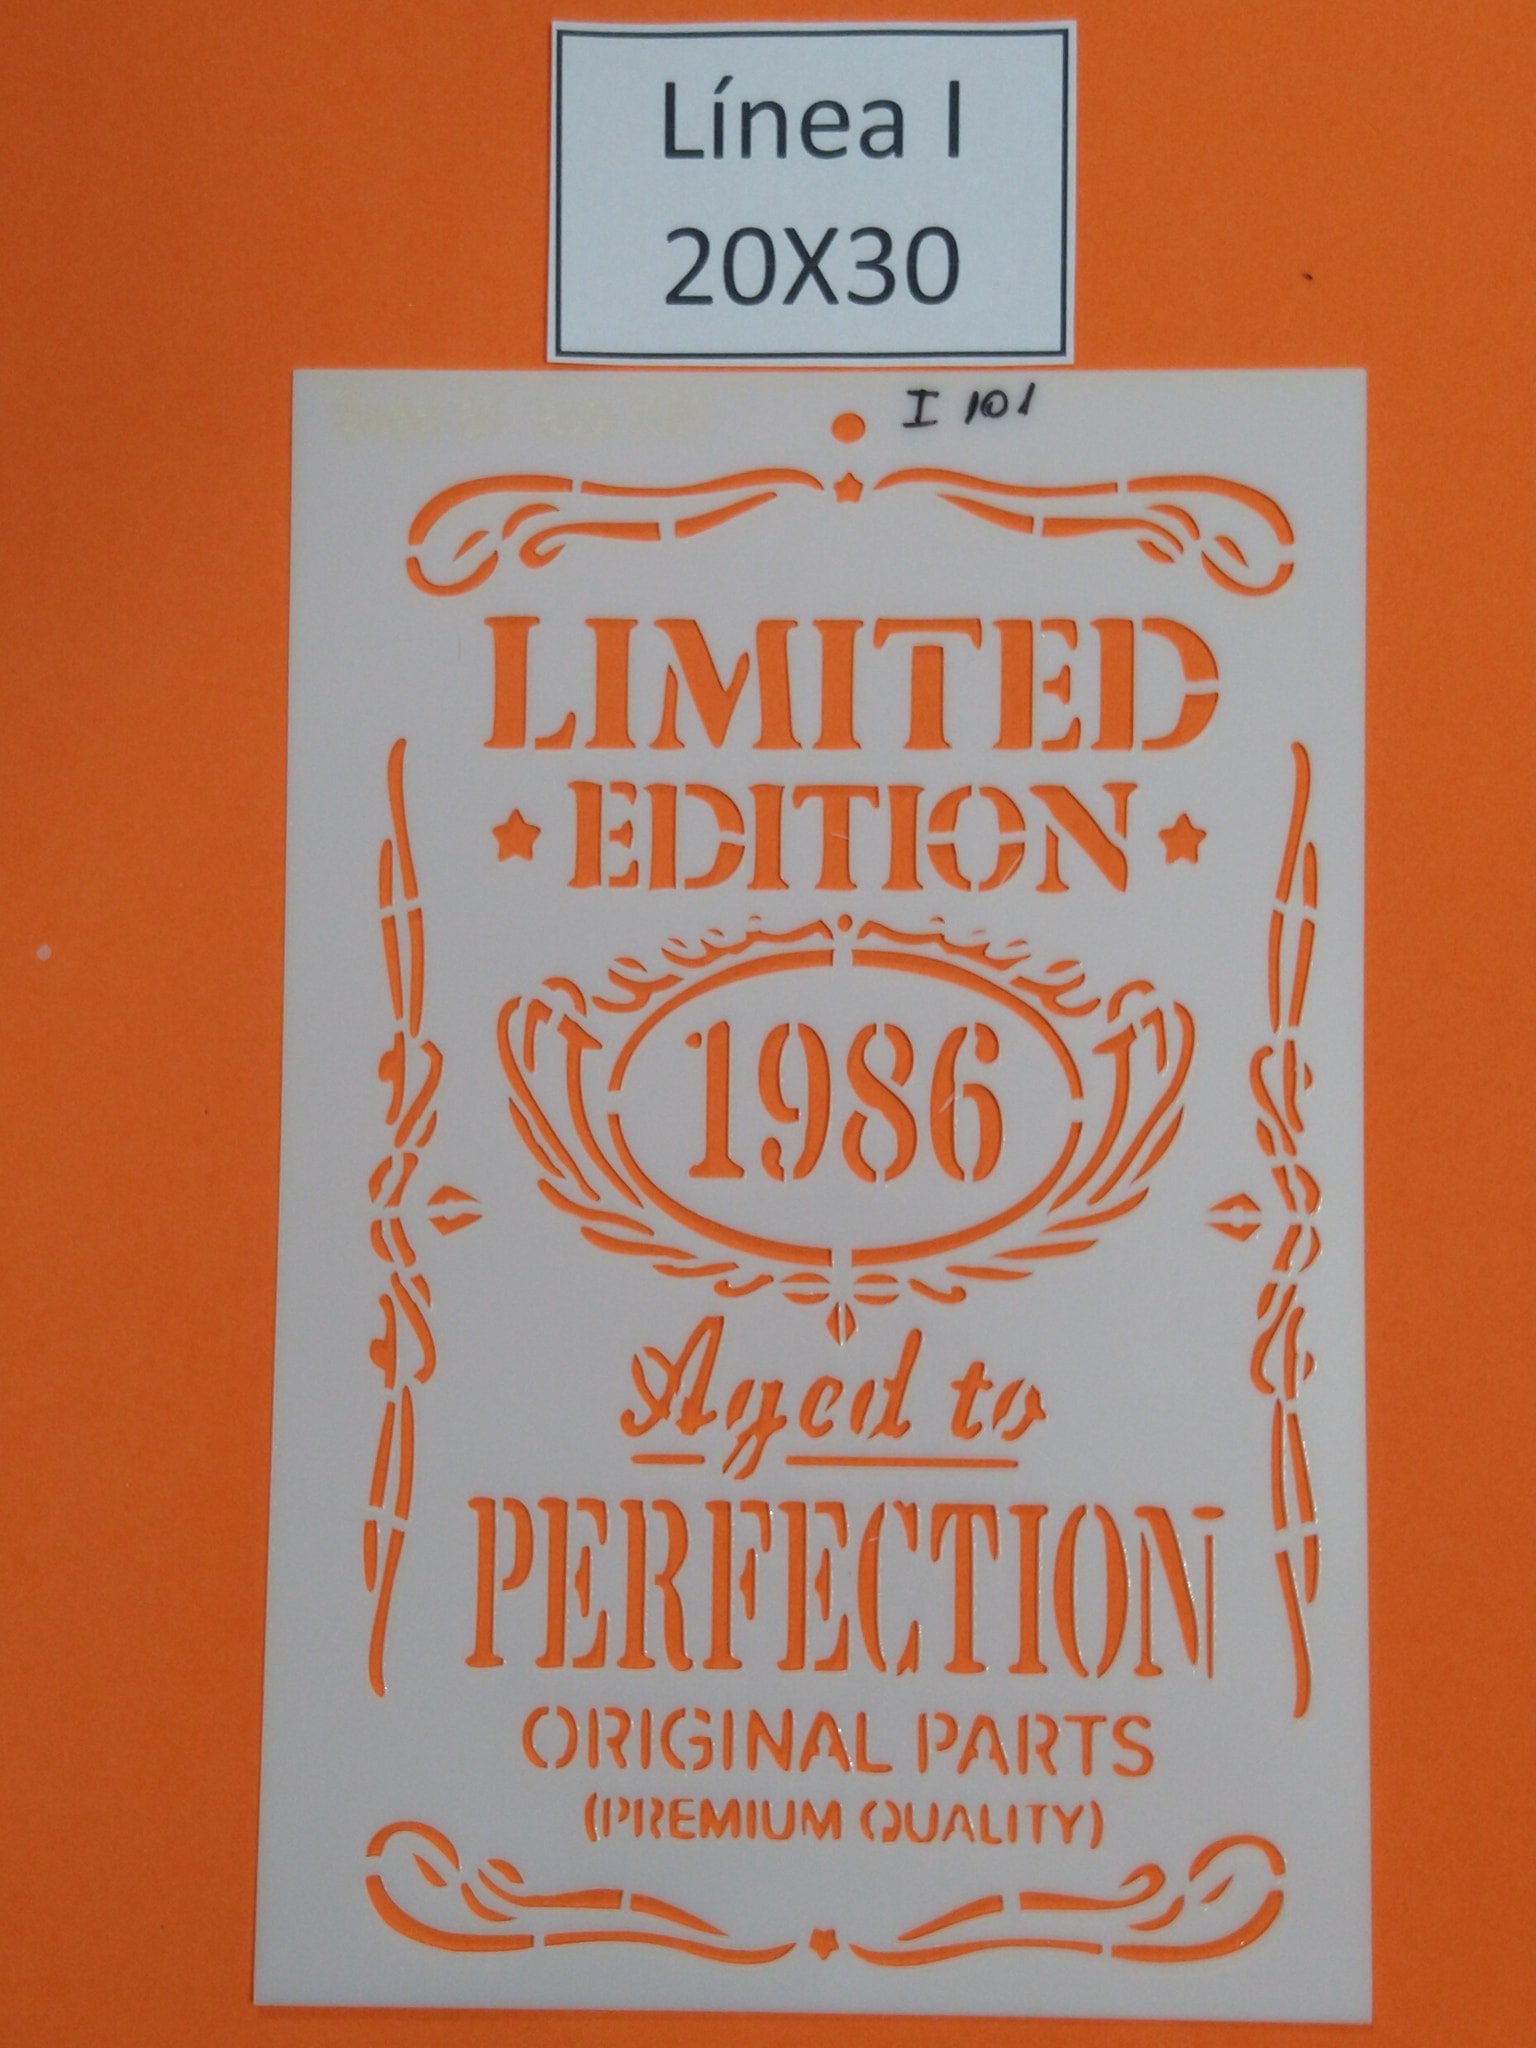 Línea I
20X30
I 101
LIMITED
EDITION
1986
Aged to
PERFECTION
ORIGINAL PARTS
(PREMIUM QUALITY)